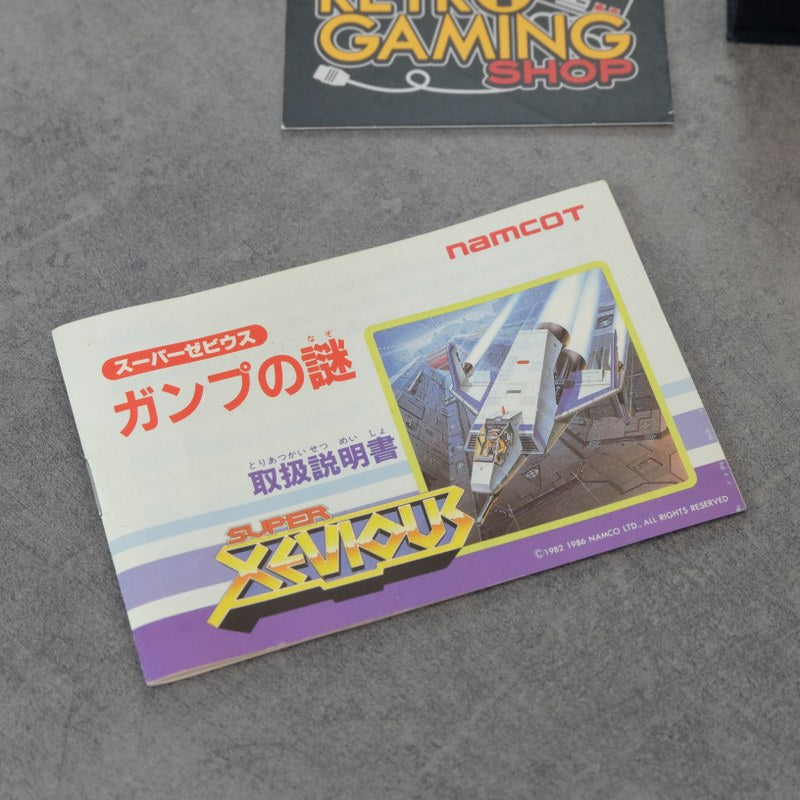 RETRO
GAMING
SHOP
namcot
スーパーゼビウス
なぞ
ガンプの謎
とりあつかいせつ めい しょ
取扱説明書
SUPER
XEVIOUS
©1982 1986 NAMCO LTD., ALL RIGHTS RESERVED